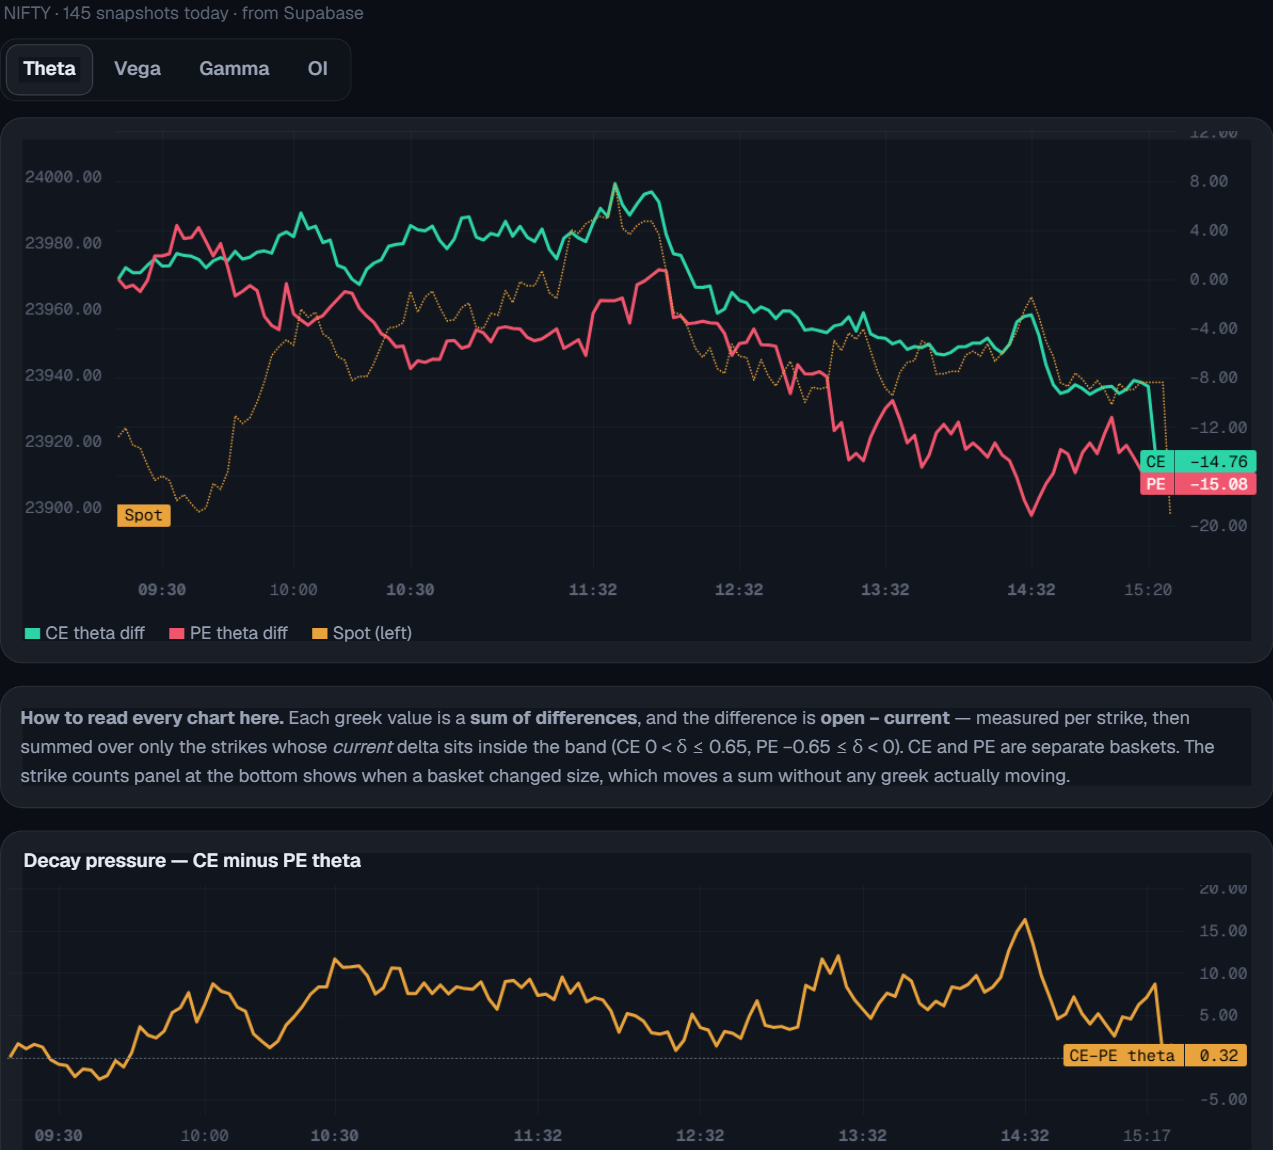 NIFTY · 145 snapshots today · from Supabase
Theta Vega Gamma OI
12.00
24000.00 8.00
23980.00 4.00
0.00
23960.00 -4.00
23940.00 -8.00
-12.00
23920.00
CE -14.76
PE -15.08
23900.00 Spot
-20.00
09:30 10:00 10:30 11:32 12:32 13:32 14:32 15:20
CE theta diff PE theta diff Spot (left)
How to read every chart here. Each greek value is a sum of differences, and the difference is open – current — measured per strike, then
summed over only the strikes whose current delta sits inside the band (CE 0 < δ ≤ 0.65, PE −0.65 ≤ δ < 0). CE and PE are separate baskets. The
strike counts panel at the bottom shows when a basket changed size, which moves a sum without any greek actually moving.
Decay pressure — CE minus PE theta
20.00
15.00
10.00
5.00
CE−PE theta 0.32
-5.00
09:30 10:00 10:30 11:32 12:32 13:32 14:32 15:17